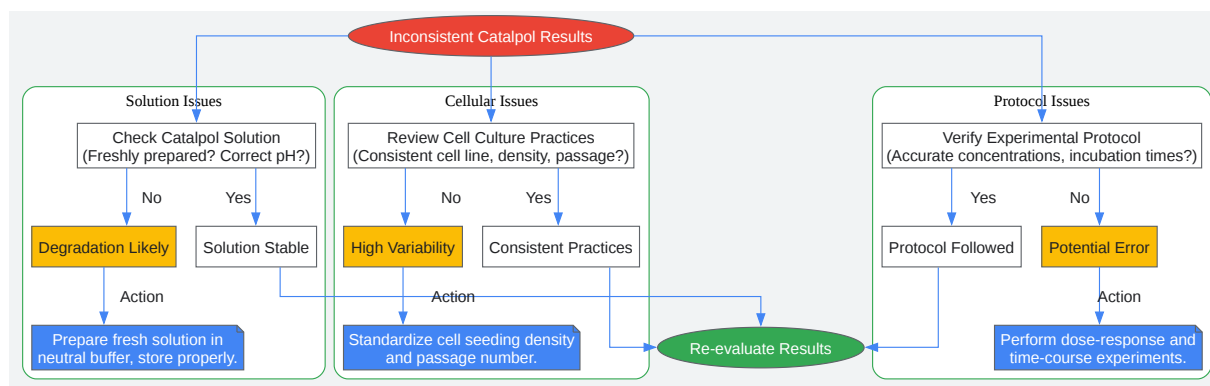 Inconsistent Catalpol Results
Solution Issues
Cellular Issues
Protocol Issues
Check Catalpol Solution
(Freshly prepared? Correct pH?)
Review Cell Culture Practices
(Consistent cell line, density, passage?)
Verify Experimental Protocol
(Accurate concentrations, incubation times?)
No
Yes
No
Yes
Yes
No
Degradation Likely
Solution Stable
High Variability
Consistent Practices
Protocol Followed
Potential Error
Action
Action
Action
Prepare fresh solution in
neutral buffer, store properly.
Standardize cell seeding density
and passage number.
Re-evaluate Results
Perform dose-response and
time-course experiments.